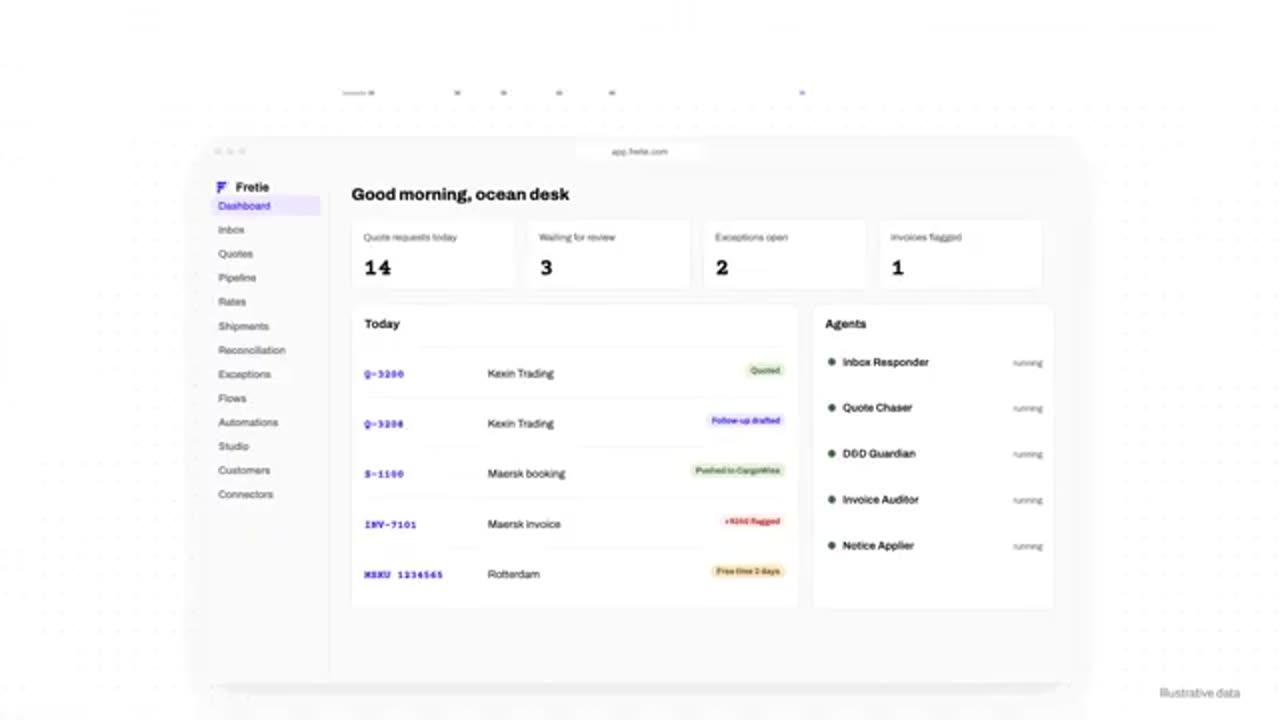 app.fretie.com
Fretie
Dashboard
Inbox
Quotes
Pipeline
Rates
Shipments
Reconciliation
Exceptions
Flows
Automations
Studio
Customers
Connectors
Good morning, ocean desk
Quote requests today
14
Waiting for review
3
Exceptions open
2
Invoices flagged
1
Today
Q-3200 Kexin Trading Quoted
Kexin Trading Follow-up drafted
S-1100 Maersk booking Pushed to CargoWise
INV-7101 Maersk invoice flagged
MSKU 1234565 Rotterdam Free time 2 days
Agents
Inbox Responder running
Quote Chaser running
D&D Guardian running
Invoice Auditor running
Notice Applier running
Illustrative data